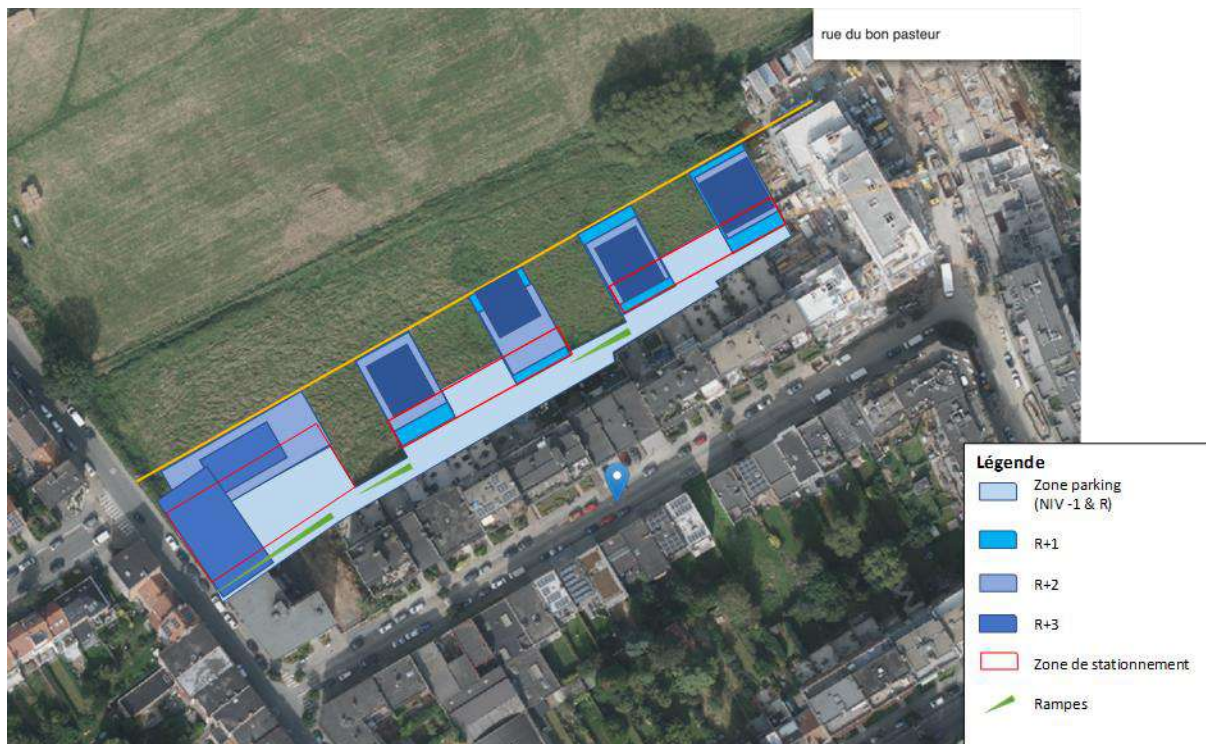 rue du bon pasteur
Légende
Zone parking
(NIV -1 & R)
R+1
R+2
R+3
Zone de stationnement
Rampes